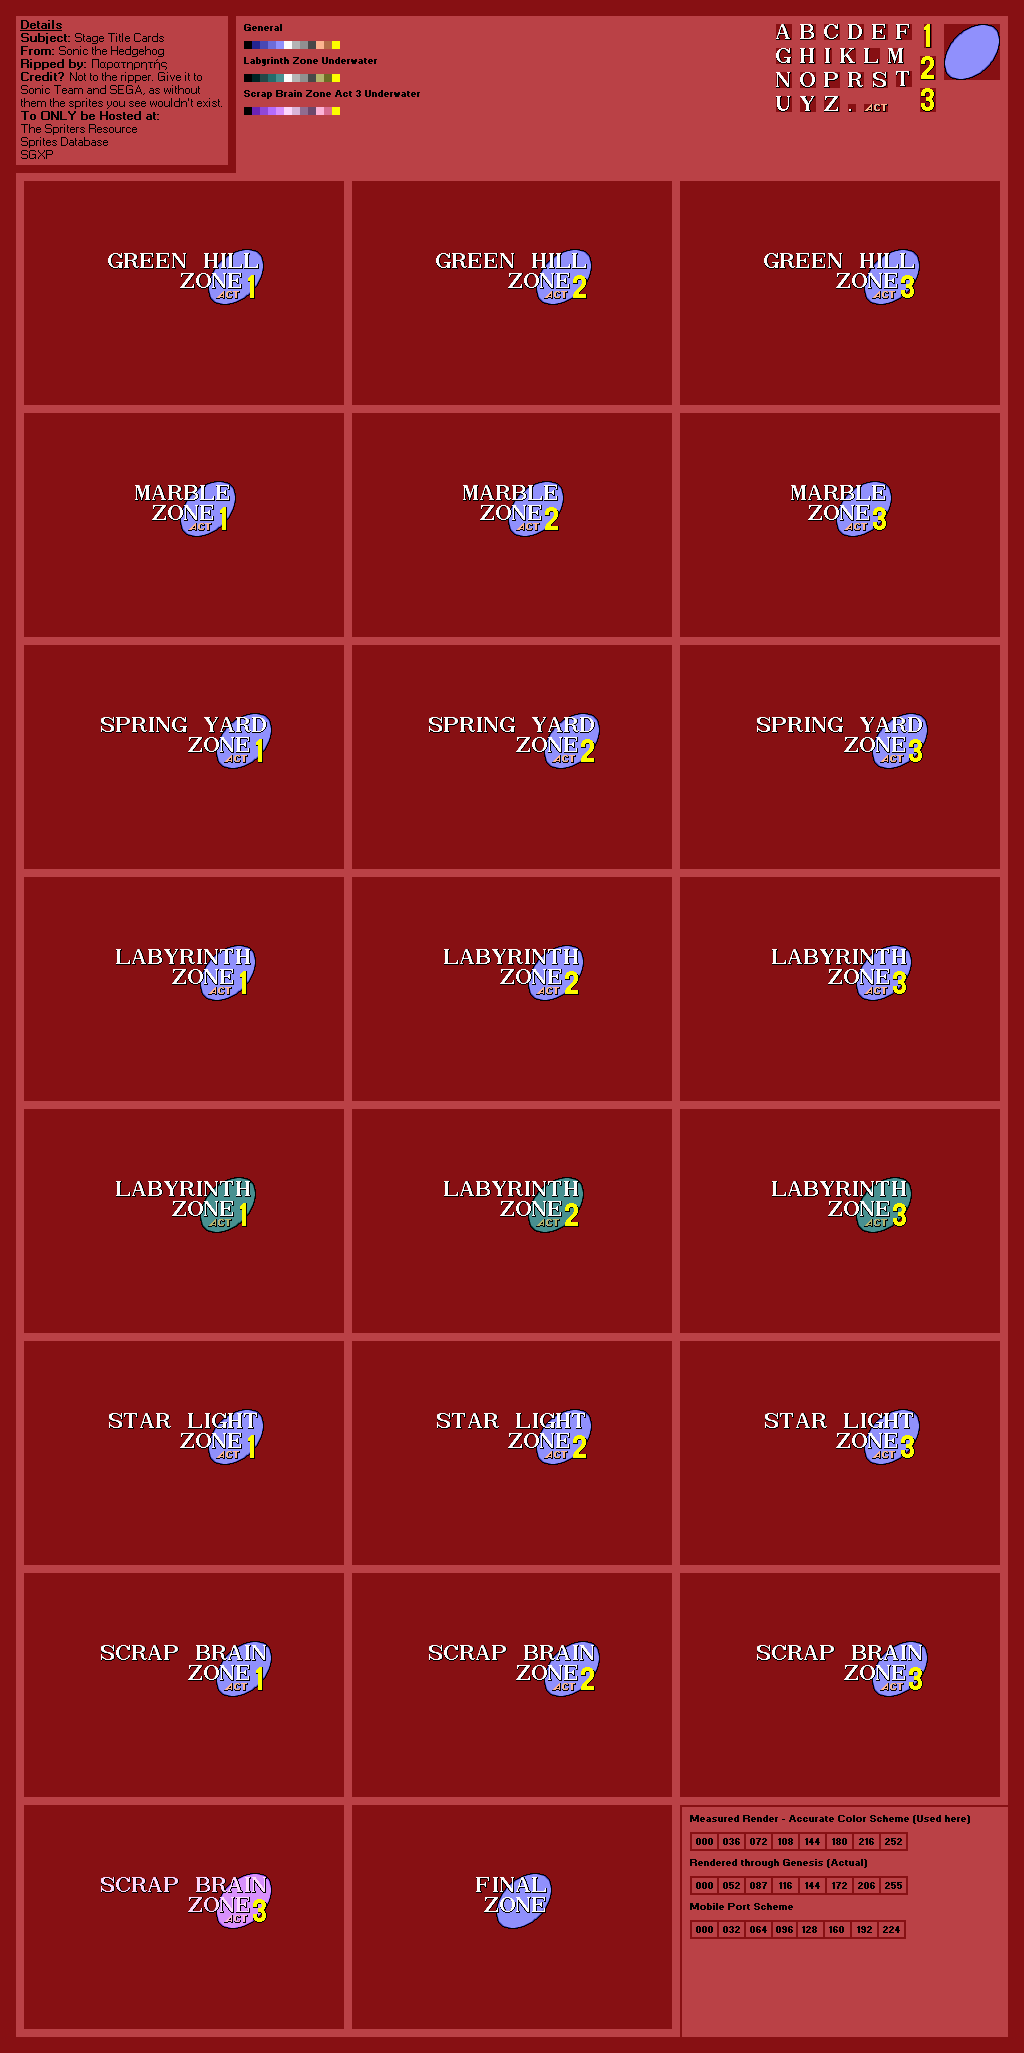 Details
Subject: Stage Title Cards
From: Sonic the Hedgehog
Ripped by: Παρατηρητής
Credit? Not to the ripper. Give it to
Sonic Team and SEGA, as without
them the sprites you see wouldn't exist.
To ONLY be Hosted at:
The Spriters Resource
Sprites Database
SGXP
General
Labyrinth Zone Underwater
Scrap Brain Zone Act 3 Underwater
A B C D E F 1
G H I K L M 2
N O P R S T 3
U Y Z . ACT
GREEN HILL
ZONE
ACT 1
GREEN HILL
ZONE
ACT 2
GREEN HILL
ZONE
ACT 3
MARBLE
ZONE
ACT 1
MARBLE
ZONE
ACT 2
MARBLE
ZONE
ACT 3
SPRING YARD
ZONE
ACT 1
SPRING YARD
ZONE
ACT 2
SPRING YARD
ZONE
ACT 3
LABYRINTH
ZONE
ACT 1
LABYRINTH
ZONE
ACT 2
LABYRINTH
ZONE
ACT 3
LABYRINTH
ZONE
ACT 1
LABYRINTH
ZONE
ACT 2
LABYRINTH
ZONE
ACT 3
STAR LIGHT
ZONE
ACT 1
STAR LIGHT
ZONE
ACT 2
STAR LIGHT
ZONE
ACT 3
SCRAP BRAIN
ZONE
ACT 1
SCRAP BRAIN
ZONE
ACT 2
SCRAP BRAIN
ZONE
ACT 3
SCRAP BRAIN
ZONE
ACT 3
FINAL
ZONE
Measured Render - Accurate Color Scheme (Used here)
000 036 072 108 144 180 216 252
Rendered through Genesis (Actual)
000 052 087 116 144 172 206 255
Mobile Port Scheme
000 032 064 096 128 160 192 224